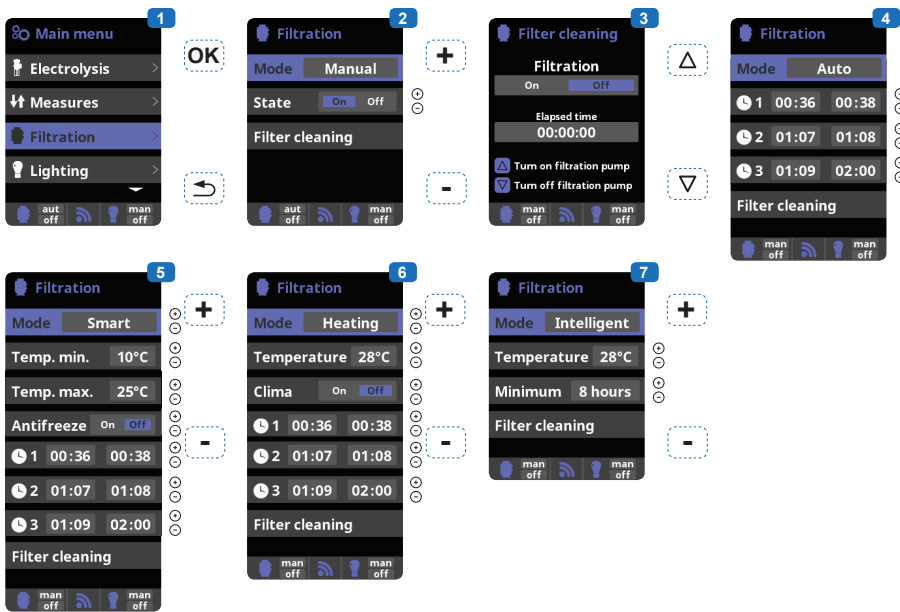 1
Main menu
Electrolysis
Measures
Filtration
Lighting
aut
off
man
off
OK
2
Filtration
Mode Manual
State On Off
Filter cleaning
aut
off
man
off
+
-
3
Filter cleaning
Filtration
On Off
Elapsed time
00:00:00
Turn on filtration pump
Turn off filtration pump
man
off
man
off
4
Filtration
Mode Auto
1 00:36 00:38
2 01:07 01:08
3 01:09 02:00
Filter cleaning
man
off
man
off
5
Filtration
Mode Smart
Temp. min. 10°C
Temp. max. 25°C
Antifreeze On Off
1 00:36 00:38
2 01:07 01:08
3 01:09 02:00
Filter cleaning
man
off
man
off
+
-
6
Filtration
Mode Heating
Temperature 28°C
Clima On Off
1 00:36 00:38
2 01:07 01:08
3 01:09 02:00
Filter cleaning
man
off
man
off
+
-
7
Filtration
Mode Intelligent
Temperature 28°C
Minimum 8 hours
Filter cleaning
man
off
man
off
+
-